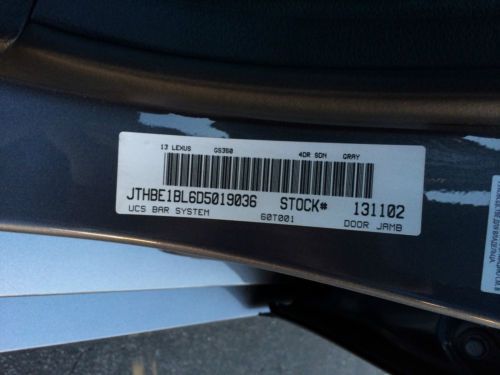 13 LEXUS GS350 4DR SDN GRAY
JTHBE1BL6D5019036 STOCK# 131102
UCS BAR SYSTEM 60T001 DOOR JAMB